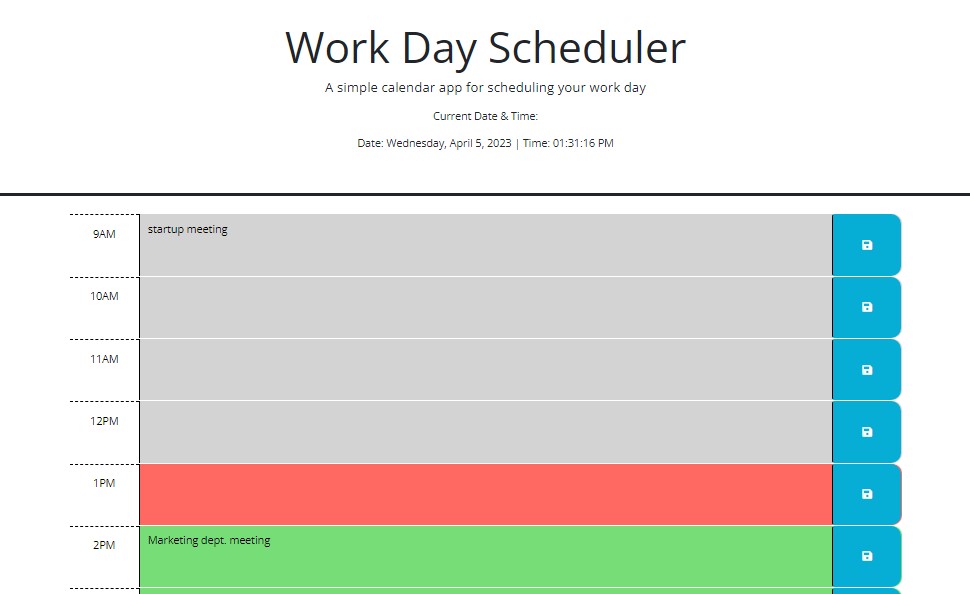 Work Day Scheduler
A simple calendar app for scheduling your work day
Current Date & Time:
Date: Wednesday, April 5, 2023 | Time: 01:31:16 PM
9AM startup meeting
10AM
11AM
12PM
1PM
2PM Marketing dept. meeting